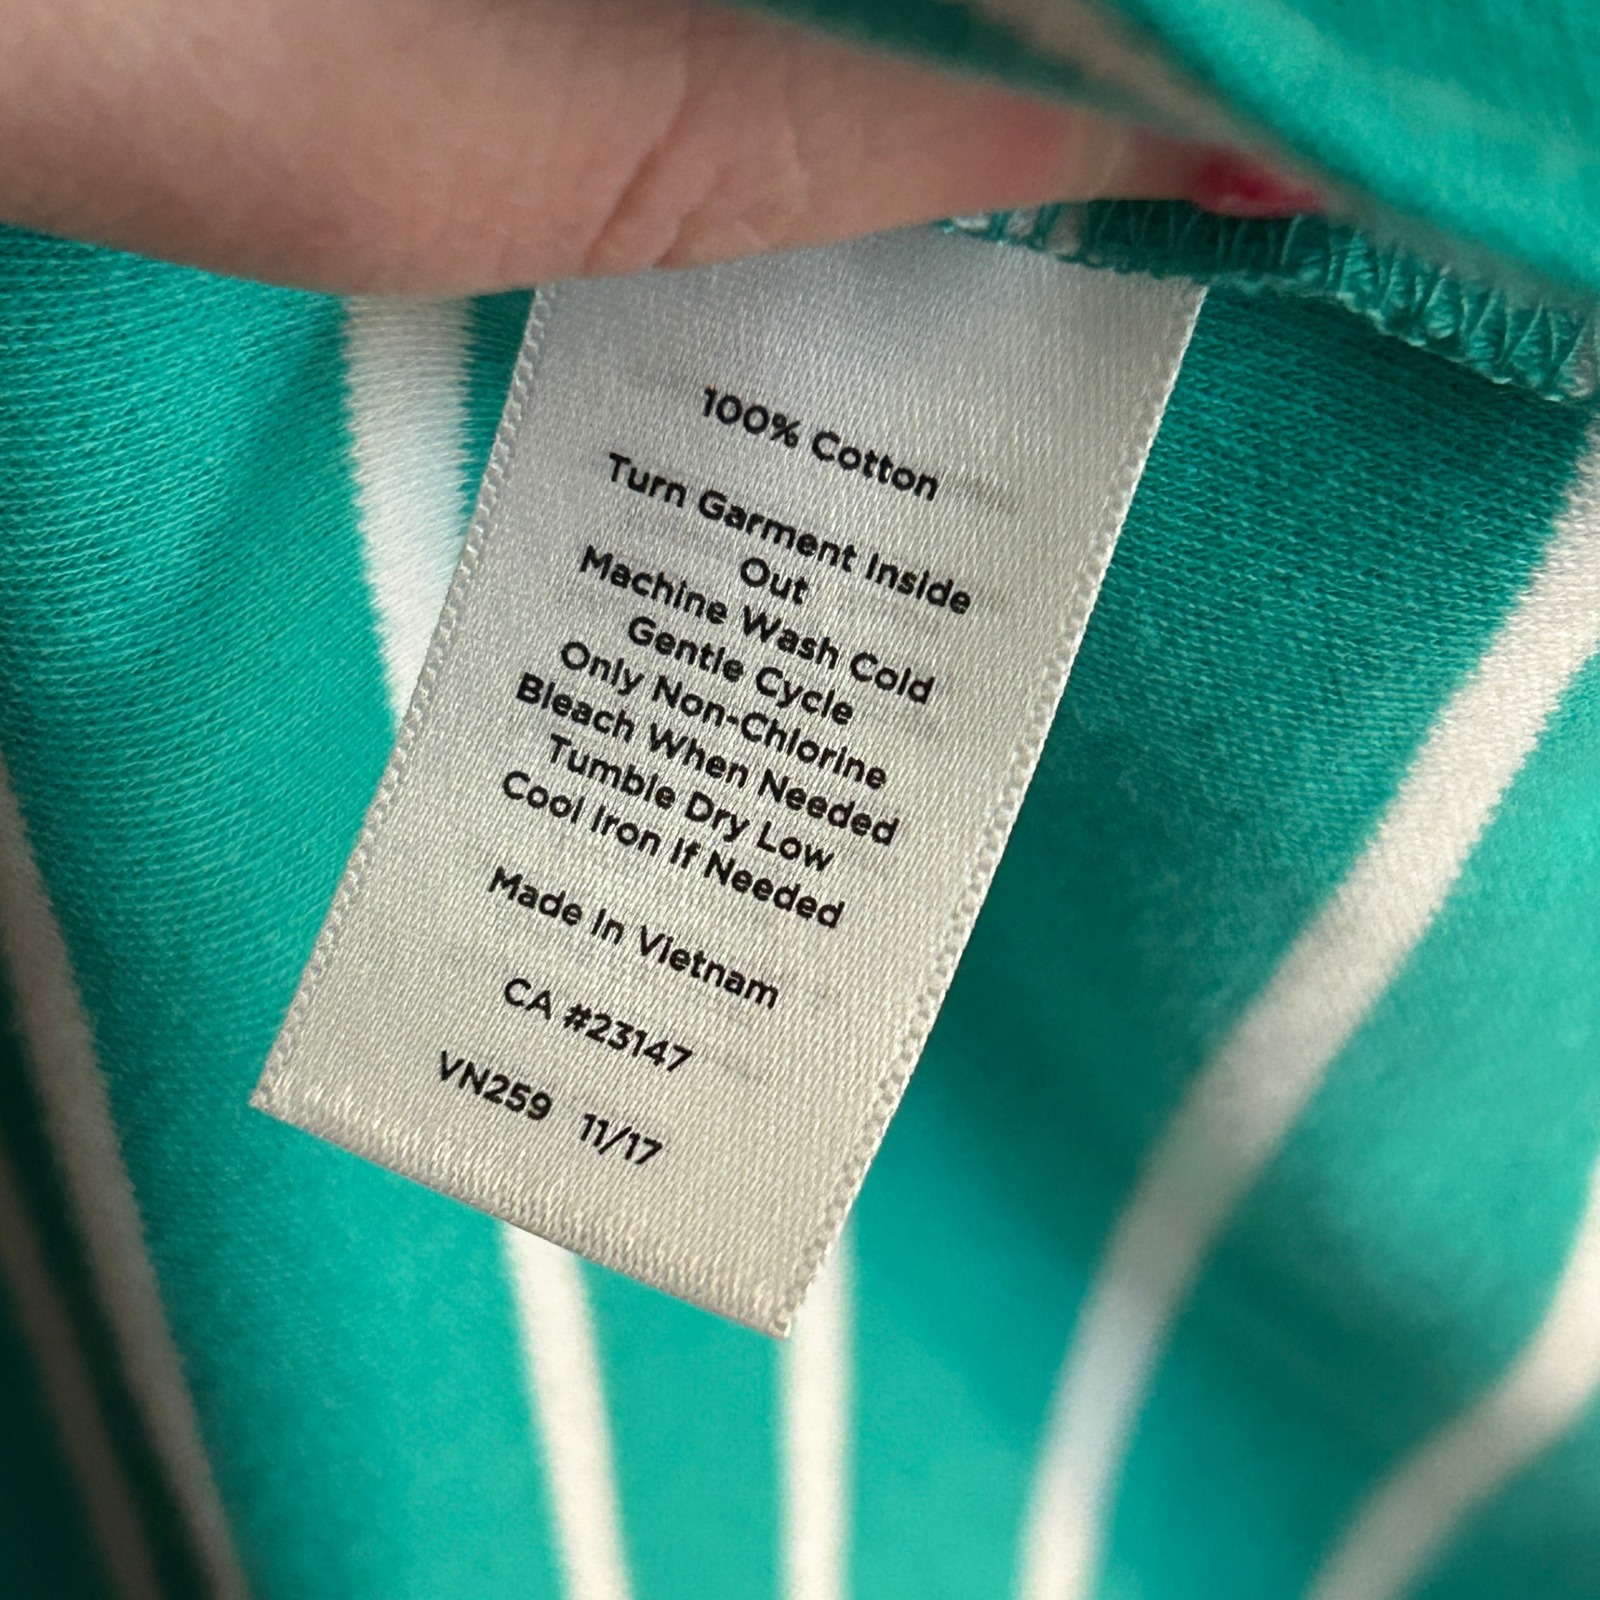 100% Cotton
Turn Garment Inside
Out
Machine Wash Cold
Gentle Cycle
Only Non-Chlorine
Bleach When Needed
Tumble Dry Low
Cool Iron If Needed
Made In Vietnam
CA #23147
VN259 11/17